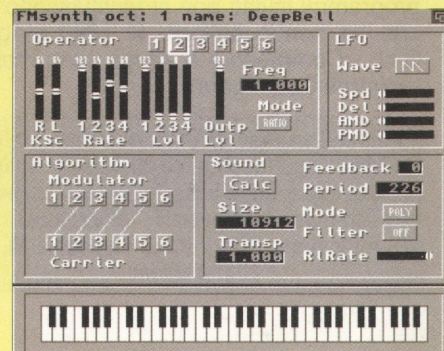 FMsynth oct: 1 name: DeepBell
Operator 1 2 3 4 5 6
Freq
1.000
Mode
RATIO
R L 1 2 3 4 1 2 3 4 Outp
KSc Rate Lvl Lvl
LFO
Wave
Spd
Del
AMD
PMD
Algorithm
Modulator
1 2 3 4 5 6
1 2 3 4 5 6
Carrier
Sound
Calc
Size
10912
Transp
1.000
Feedback 0
Period 226
Mode POLY
Filter OFF
RlRate